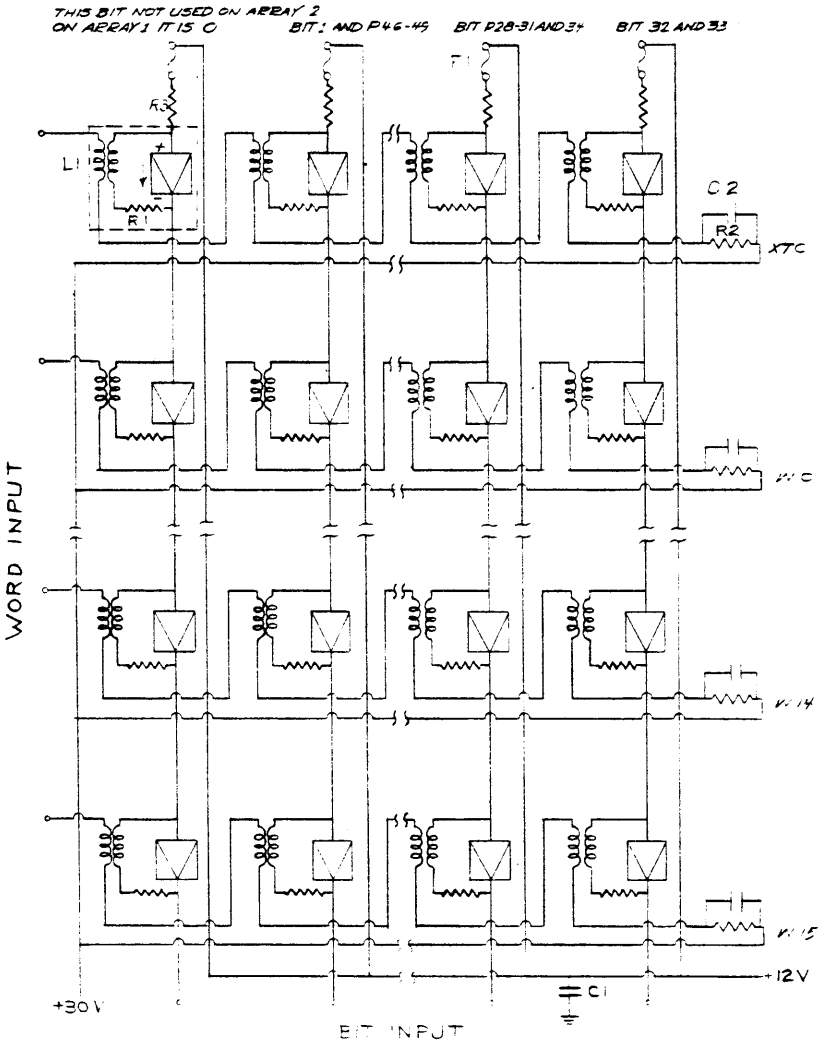 THIS BIT NOT USED ON ARRAY 2
ON ARRAY 1 IT IS 0
BIT 1 AND P46-49
BIT P28-31 AND 34
BIT 32 AND 33
F1
R3
L1
+
-
R1
C2
R2
XTC
WORD INPUT
W0
W14
W15
+12V
+30V
C1
BIT INPUT